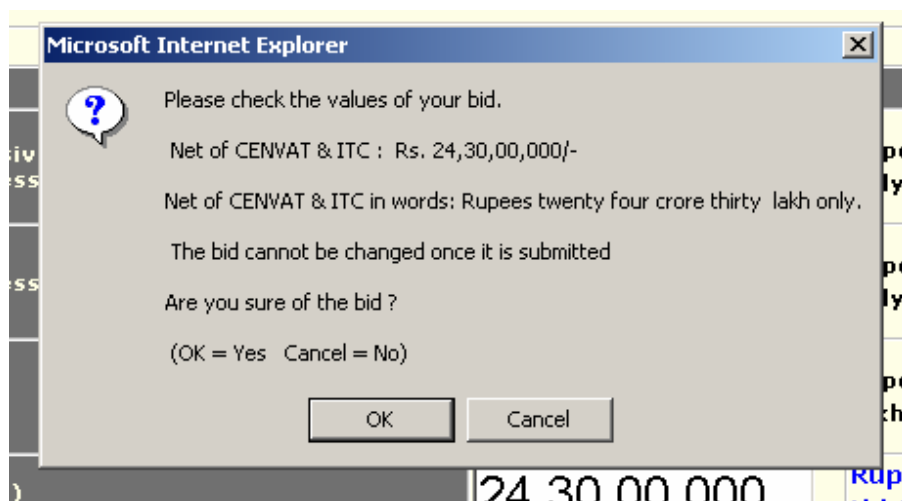 Microsoft Internet Explorer
Please check the values of your bid.
Net of CENVAT & ITC : Rs. 24,30,00,000/-
Net of CENVAT & ITC in words: Rupees twenty four crore thirty lakh only.
The bid cannot be changed once it is submitted
Are you sure of the bid ?
(OK = Yes Cancel = No)
OK Cancel
24,30,00,000